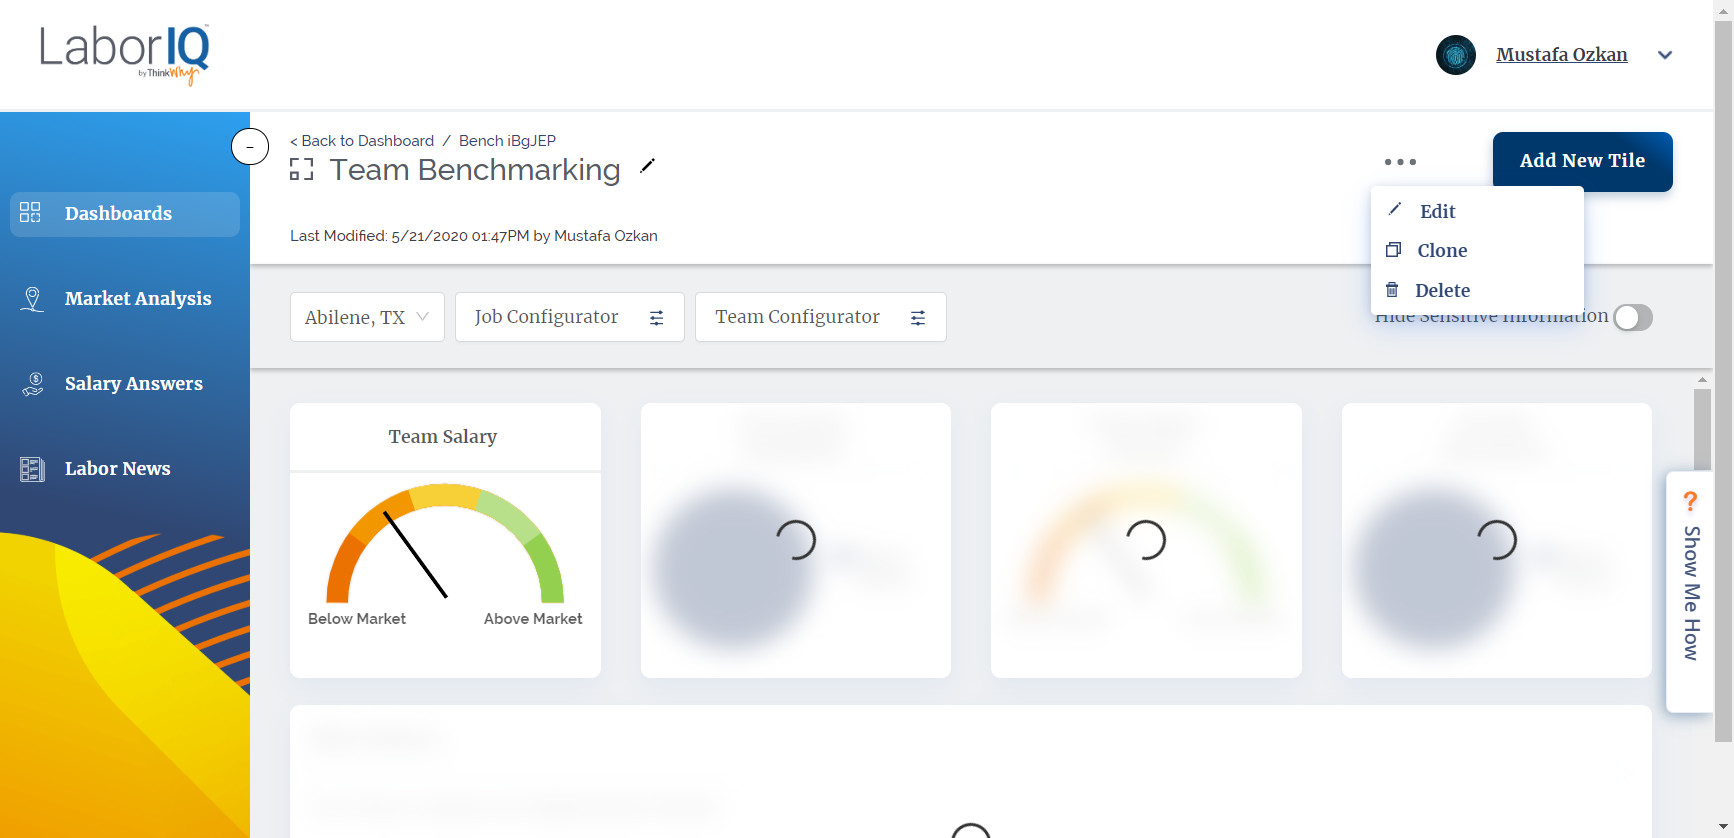 LaborIQ
by ThinkWhy
Mustafa Ozkan
-
< Back to Dashboard / Bench iBgJEP
Team Benchmarking
Add New Tile
Last Modified: 5/21/2020 01:47PM by Mustafa Ozkan
Edit
Clone
Delete
Dashboards
Market Analysis
Salary Answers
Labor News
Abilene, TX
Job Configurator
Team Configurator
Hide Sensitive Information
Team Salary
Below Market
Above Market
? Show Me How